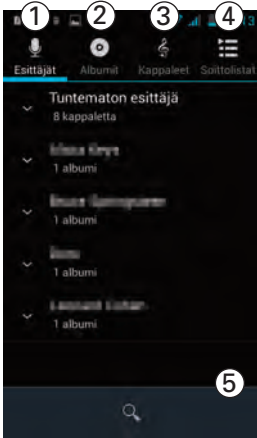 1 2 3 4
Esittäjät Albumit Kappaleet Soittolistat
Tuntematon esittäjä
8 kappaletta
1 albumi
1 albumi
1 albumi
1 albumi
5